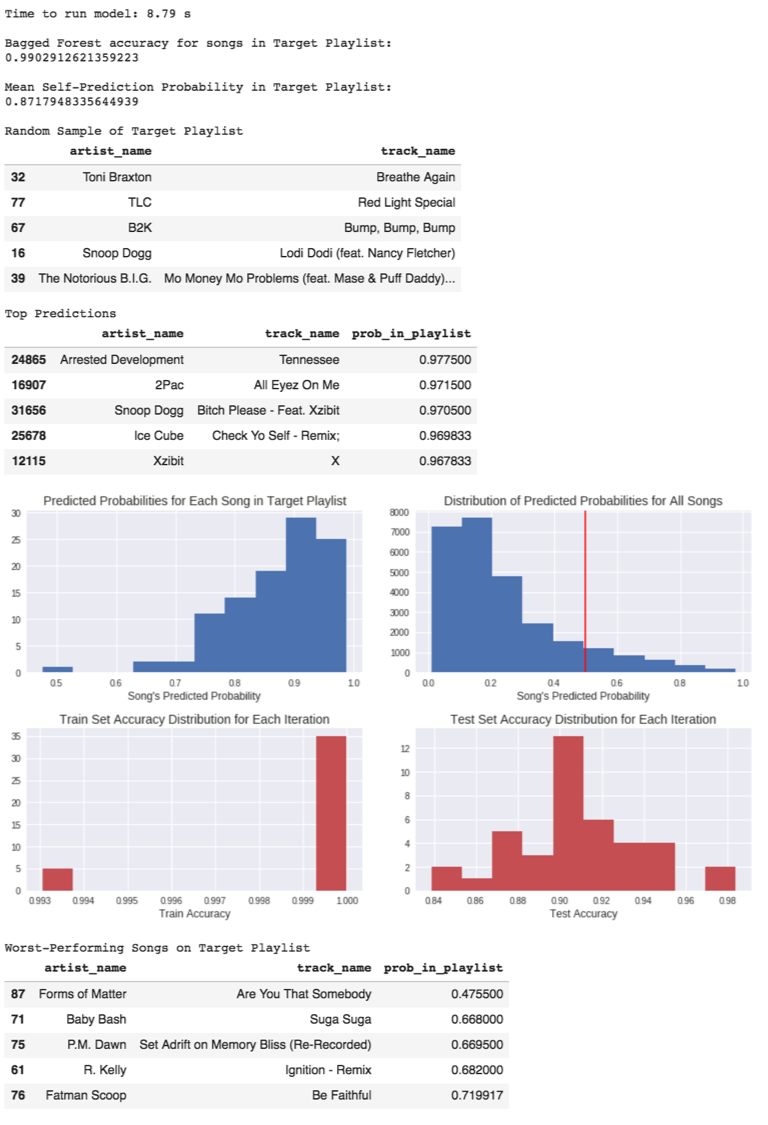 Time to run model: 8.79 s
Bagged Forest accuracy for songs in Target Playlist:
0.9902912621359223
Mean Self-Prediction Probability in Target Playlist:
0.8717948335644939
Random Sample of Target Playlist
artist_name track_name
32 Toni Braxton Breathe Again
77 TLC Red Light Special
67 B2K Bump, Bump, Bump
16 Snoop Dogg Lodi Dodi (feat. Nancy Fletcher)
39 The Notorious B.I.G. Mo Money Mo Problems (feat. Mase & Puff Daddy)...
Top Predictions
artist_name track_name prob_in_playlist
24865 Arrested Development Tennessee 0.977500
16907 2Pac All Eyez On Me 0.971500
31656 Snoop Dogg Bitch Please - Feat. Xzibit 0.970500
25678 Ice Cube Check Yo Self - Remix; 0.969833
12115 Xzibit X 0.967833
Predicted Probabilities for Each Song in Target Playlist
30
25
20
15
10
5
0
0.5 0.6 0.7 0.8 0.9 1.0
Song's Predicted Probability
Distribution of Predicted Probabilities for All Songs
8000
7000
6000
5000
4000
3000
2000
1000
0
0.0 0.2 0.4 0.6 0.8 1.0
Song's Predicted Probability
Train Set Accuracy Distribution for Each Iteration
35
30
25
20
15
10
5
0
0.993 0.994 0.995 0.996 0.997 0.998 0.999 1.000
Train Accuracy
Test Set Accuracy Distribution for Each Iteration
12
10
8
6
4
2
0
0.84 0.86 0.88 0.90 0.92 0.94 0.96 0.98
Test Accuracy
Worst-Performing Songs on Target Playlist
artist_name track_name prob_in_playlist
87 Forms of Matter Are You That Somebody 0.475500
71 Baby Bash Suga Suga 0.668000
75 P.M. Dawn Set Adrift on Memory Bliss (Re-Recorded) 0.669500
61 R. Kelly Ignition - Remix 0.682000
76 Fatman Scoop Be Faithful 0.719917